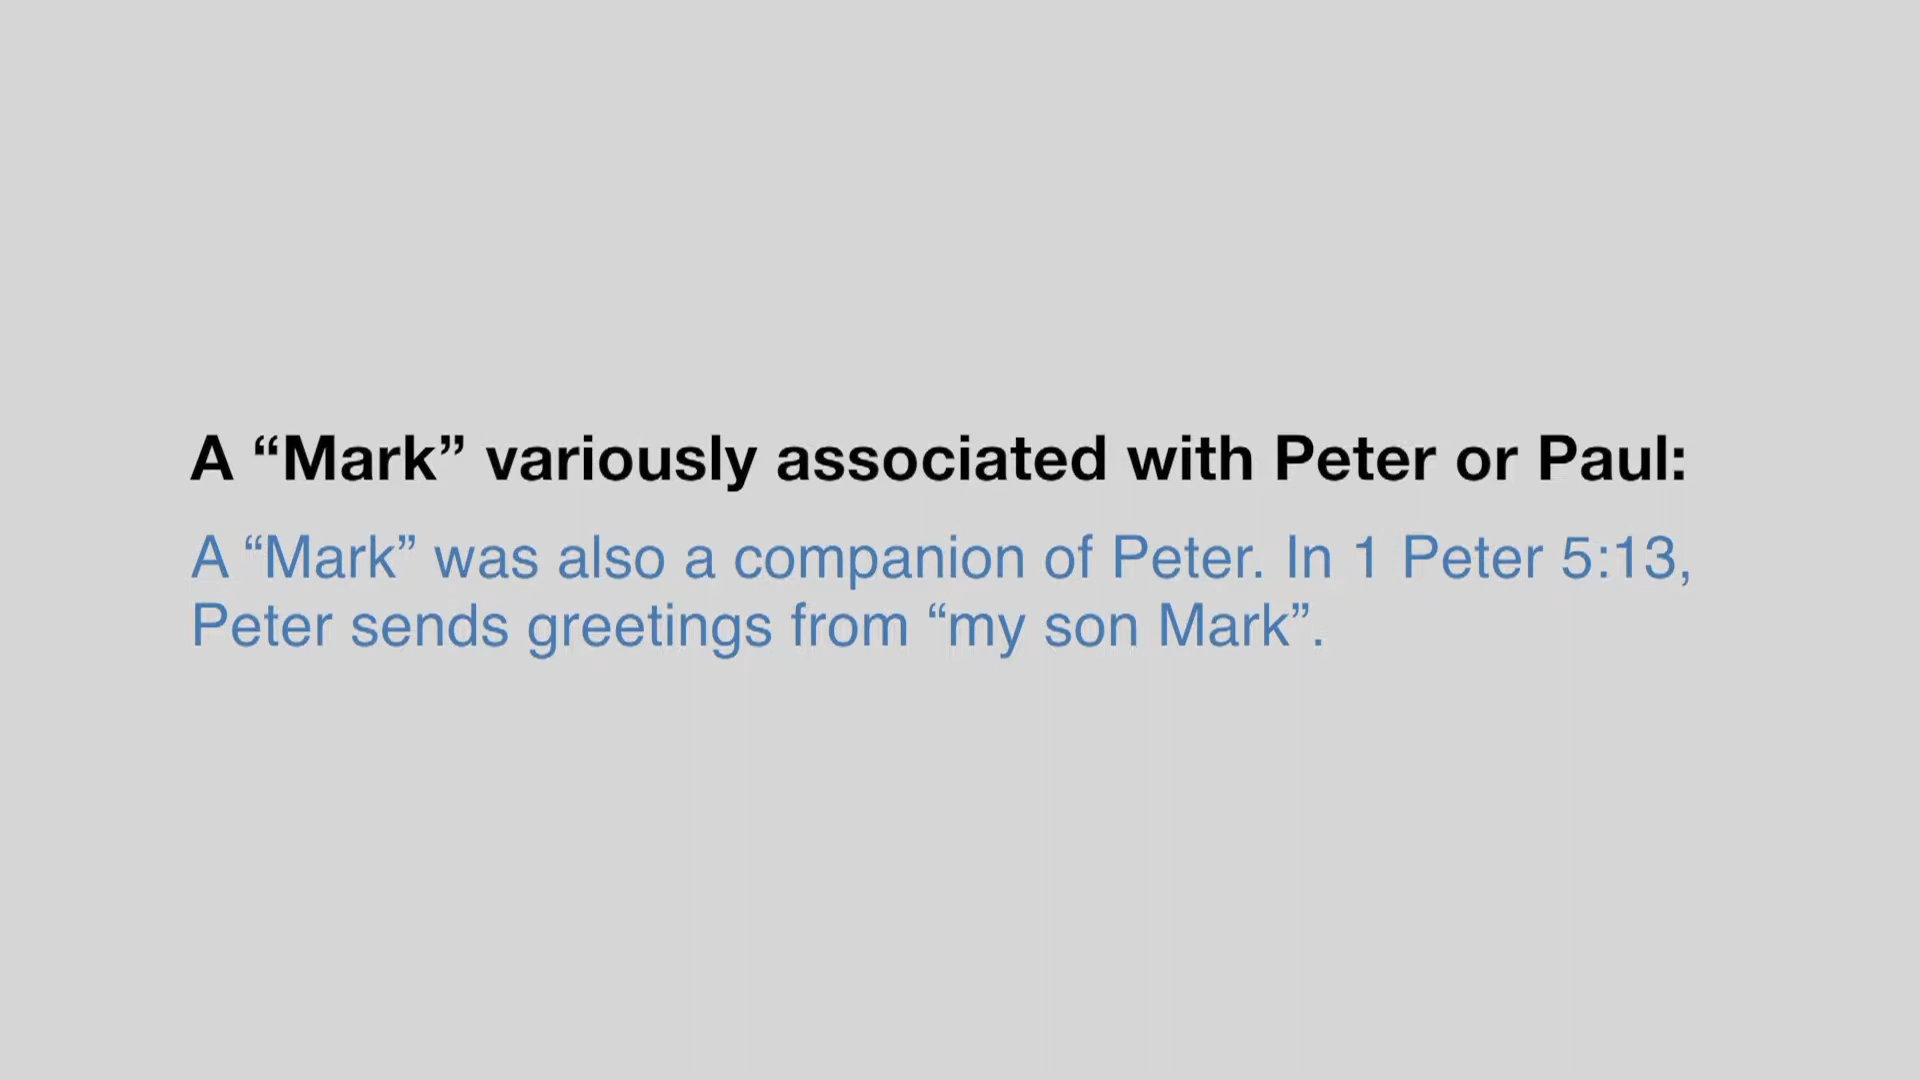 A “Mark” variously associated with Peter or Paul:
A “Mark” was also a companion of Peter. In 1 Peter 5:13,
Peter sends greetings from “my son Mark”.